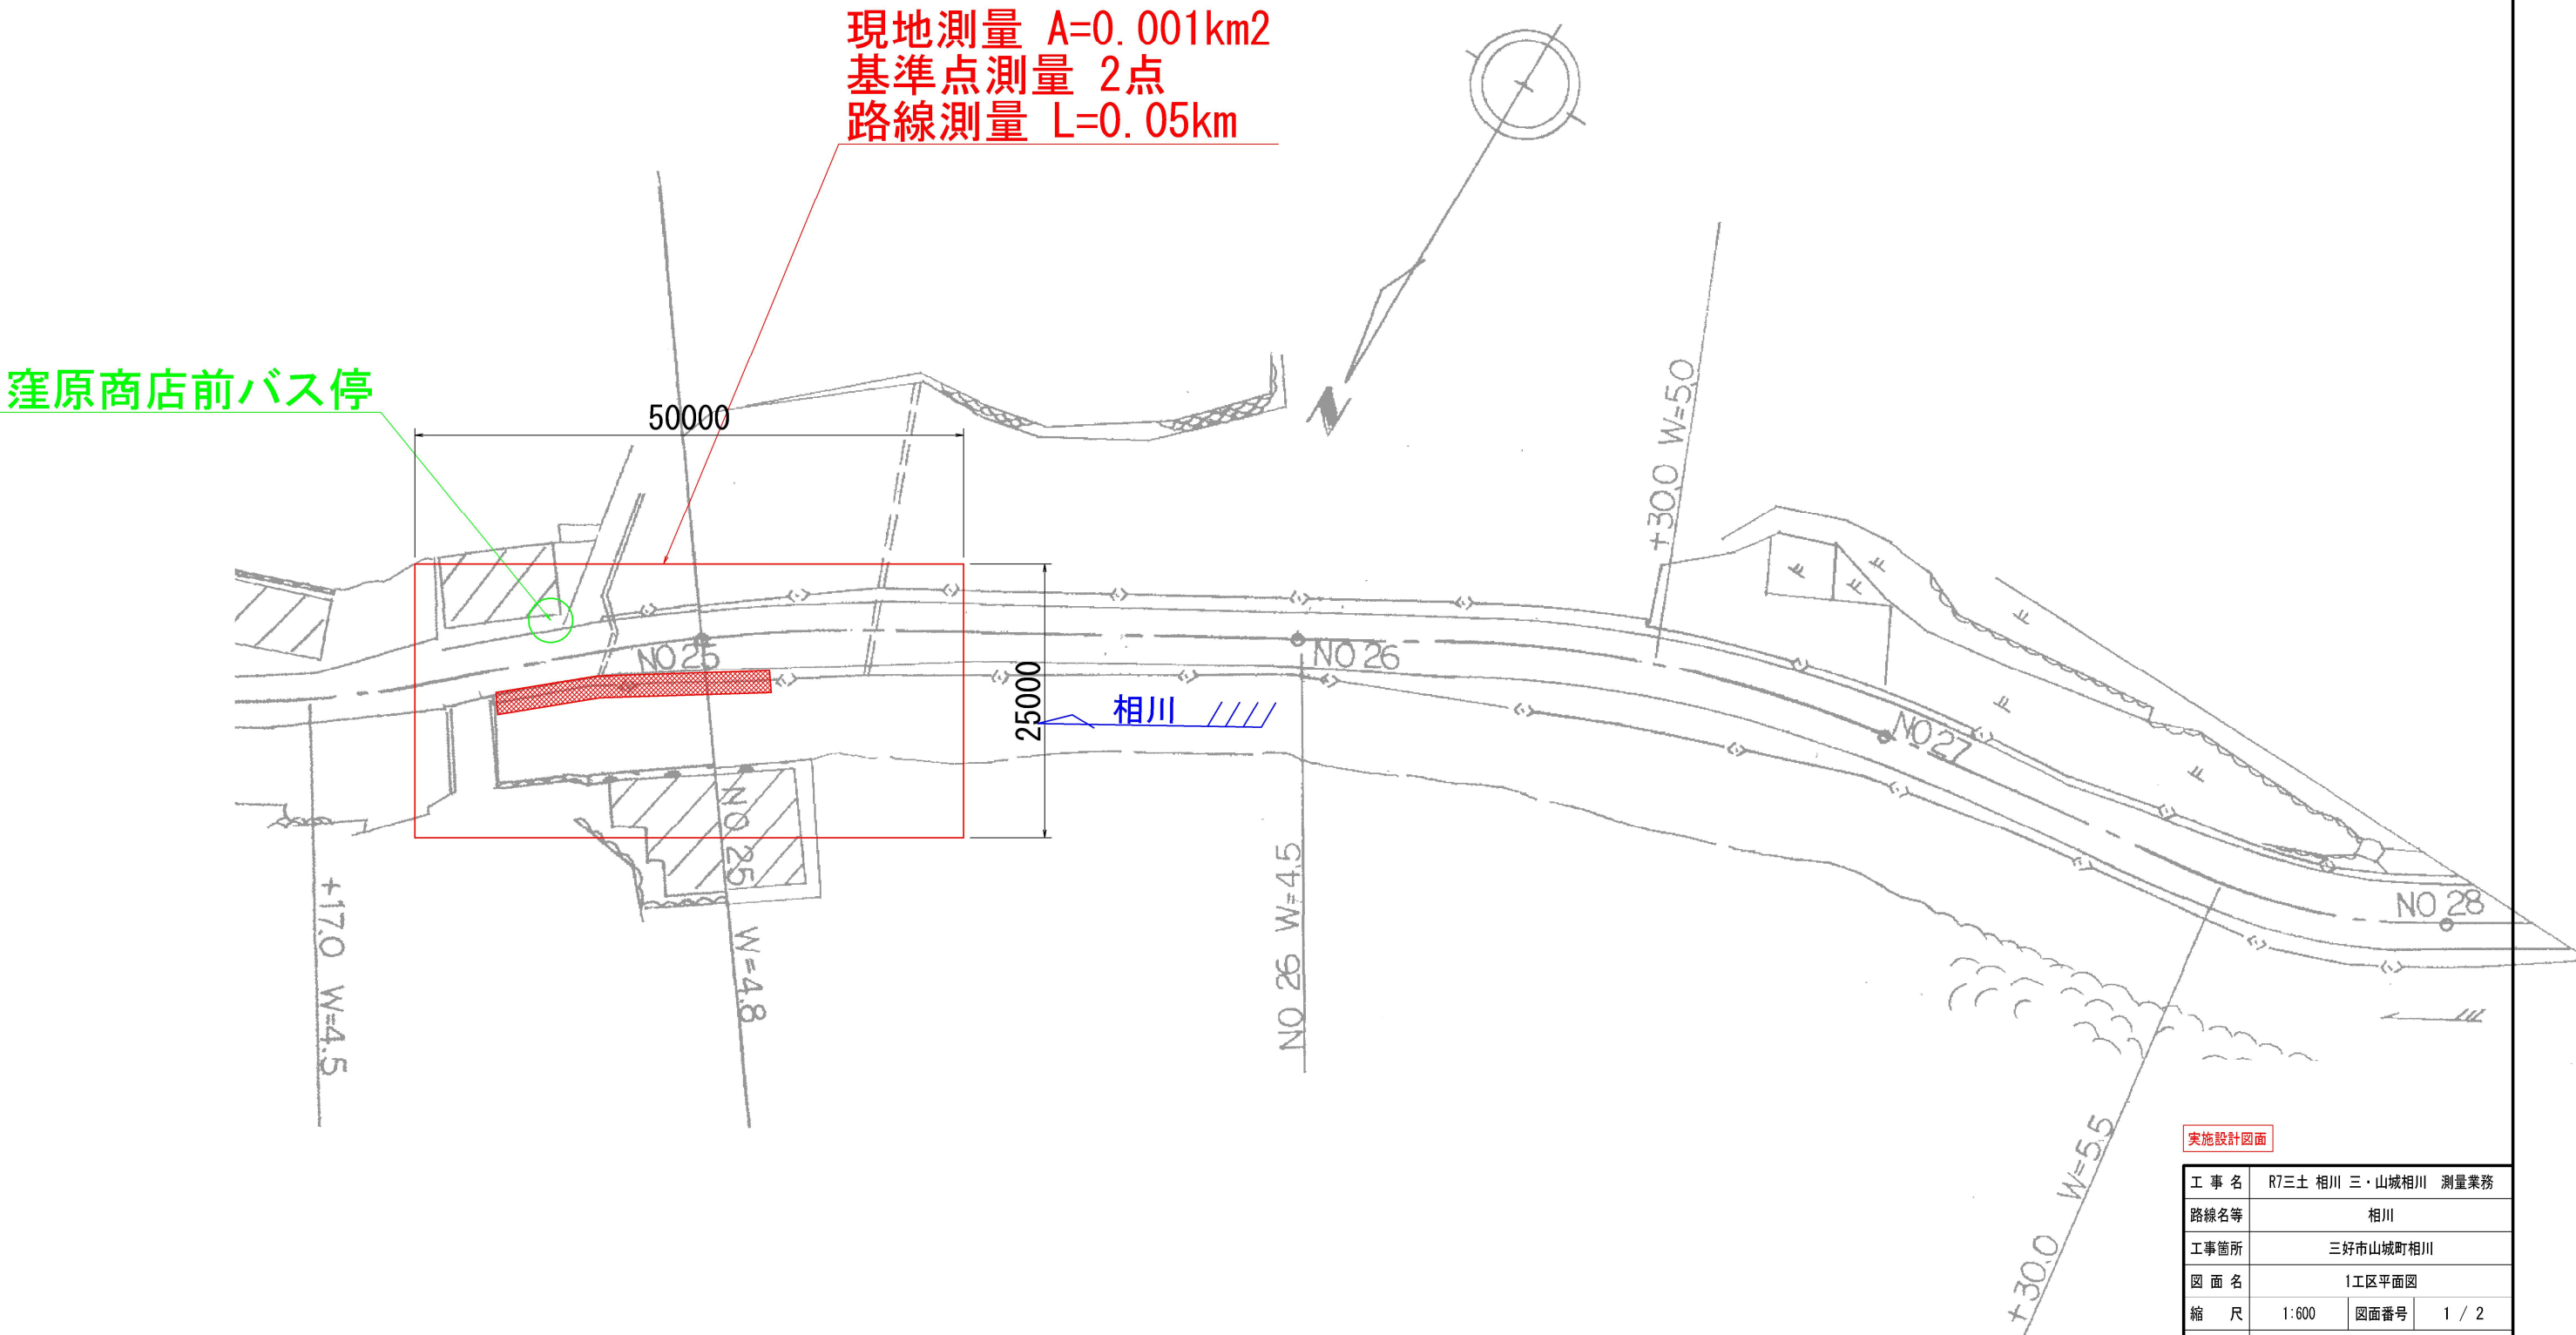 現地測量 A=0.001km2
基準点測量 2点
路線測量 L=0.05km
窪原商店前バス停
50000
25000
相川
N
NO 25
NO 26
NO 27
NO 28
+17.0 W=4.5
NO 25 W=4.8
NO 26 W=4.5
+30.0 W=5.0
+30.0 W=5.5
実施設計図面
工事名 R7三土 相川 三・山城相川 測量業務
路線名等 相川
工事箇所 三好市山城町相川
図面名 1工区平面図
縮尺 1:600 図面番号 1 / 2